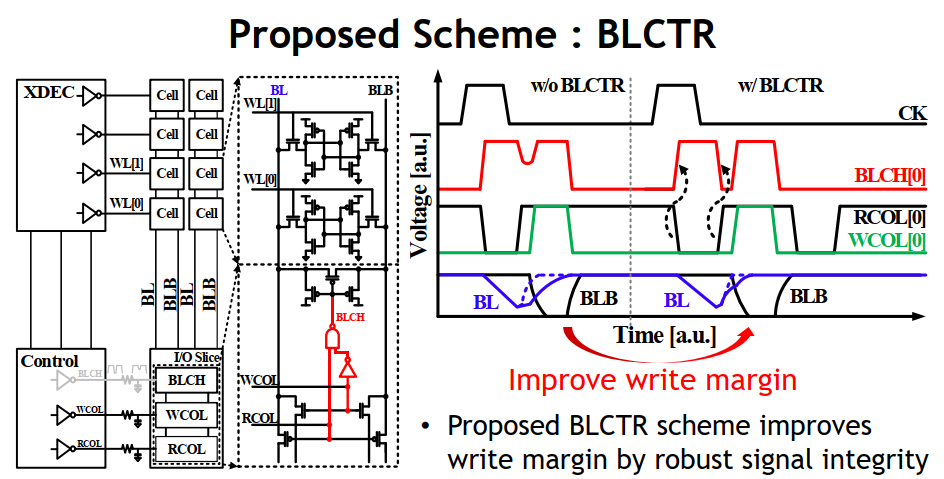 Proposed Scheme : BLCTR
XDEC
Cell
Cell
Cell
Cell
WL[1]
Cell
Cell
WL[0]
Cell
Cell
BL
BLB
BL
BLB
Control
I/O Slice
BLCH
BLCH
WCOL
WCOL
RCOL
RCOL
BL
BLB
WL[1]
WL[0]
BLCH
WCOL
RCOL
Voltage [a.u.]
w/o BLCTR
w/ BLCTR
CK
BLCH[0]
RCOL[0]
WCOL[0]
BL
BLB
BL
BLB
Time [a.u.]
Improve write margin
• Proposed BLCTR scheme improves
write margin by robust signal integrity